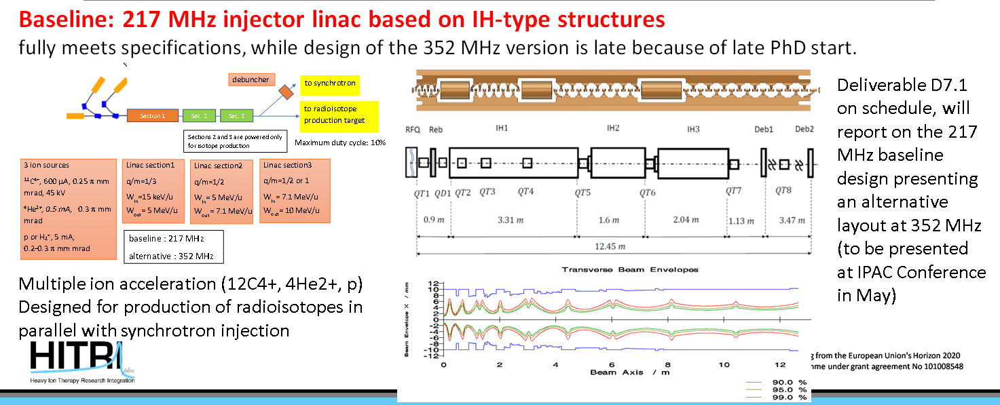 Baseline: 217 MHz injector linac based on IH-type structures
fully meets specifications, while design of the 352 MHz version is late because of late PhD start.
debuncher
to synchrotron
to radioisotope
production target
Section 1
Sec. 2
Sec. 3
Sections 2 and 3 are powered only
for isotope production
Maximum duty cycle: 10%
3 ion sources
¹²C⁴⁺, 600 µA, 0.25 π mm
mrad, 45 kV
⁴He²⁺, 0.5 mA, 0.3 π mm
mrad
p or H₂⁺, 5 mA,
0.2-0.3 π mm mrad
Linac section1
q/m=1/3
W_in=15 keV/u
W_out= 5 MeV/u
Linac section2
q/m=1/2
W_in= 5 MeV/u
W_out= 7.1 MeV/u
Linac section3
q/m=1/2 or 1
W_in= 7.1 MeV/u
W_out= 10 MeV/u
baseline : 217 MHz
alternative : 352 MHz
Multiple ion acceleration (12C4+, 4He2+, p)
Designed for production of radioisotopes in
parallel with synchrotron injection
HITRI
plus
Heavy Ion Therapy Research Integration
RFQ Reb IH1 IH2 IH3 Deb1 Deb2
QT1 QD1 QT2 QT3 QT4 QT5 QT6 QT7 QT8
0.9 m 3.31 m 1.6 m 2.04 m 1.13 m 3.47 m
12.45 m
Transverse Beam Envelopes
Beam Envelope X / mm
12
10
8
6
4
2
0
-2
-4
-6
-8
-10
-12
0 2 4 6 8 10 12
Beam Axis / m
90.0 %
95.0 %
99.0 %
Deliverable D7.1
on schedule, will
report on the 217
MHz baseline
design presenting
an alternative
layout at 352 MHz
(to be presented
at IPAC Conference
in May)
from the European Union's Horizon 2020
under grant agreement No 101008548